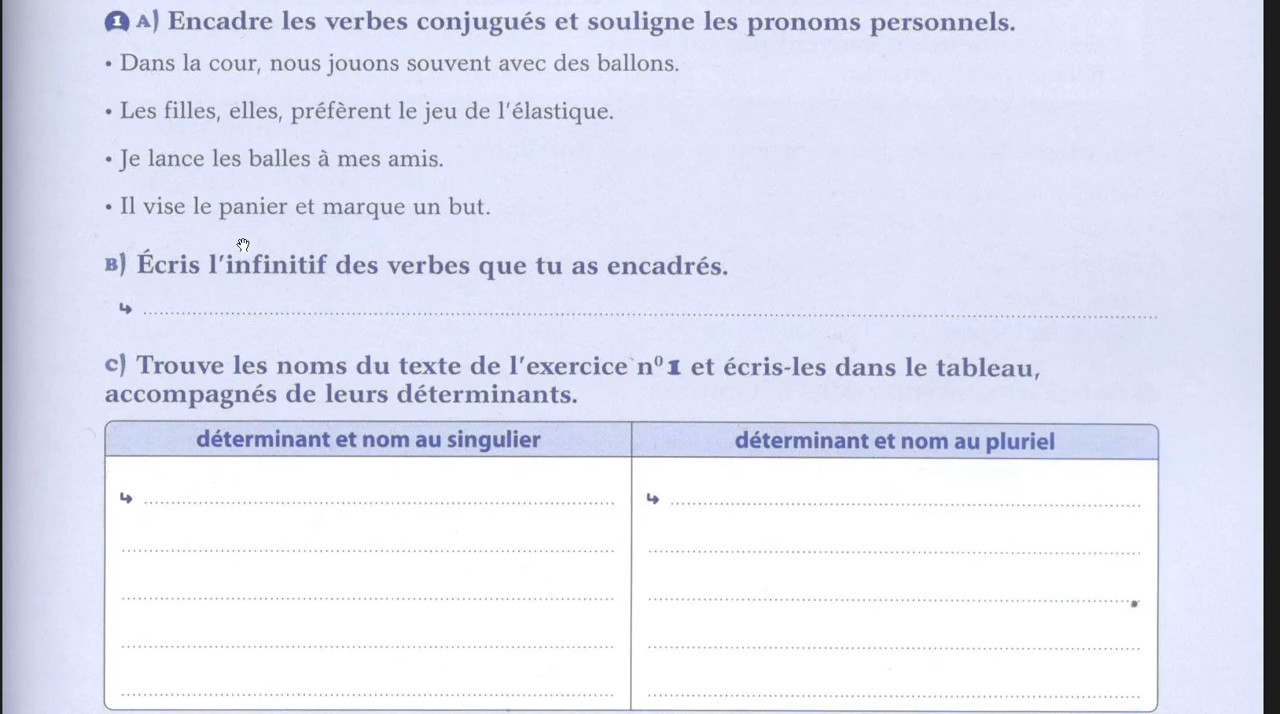 1 A) Encadre les verbes conjugués et souligne les pronoms personnels.
• Dans la cour, nous jouons souvent avec des ballons.
• Les filles, elles, préfèrent le jeu de l'élastique.
• Je lance les balles à mes amis.
• Il vise le panier et marque un but.
B) Écris l'infinitif des verbes que tu as encadrés.
C) Trouve les noms du texte de l'exercice n⁰1 et écris-les dans le tableau,
accompagnés de leurs déterminants.
déterminant et nom au singulier
déterminant et nom au pluriel